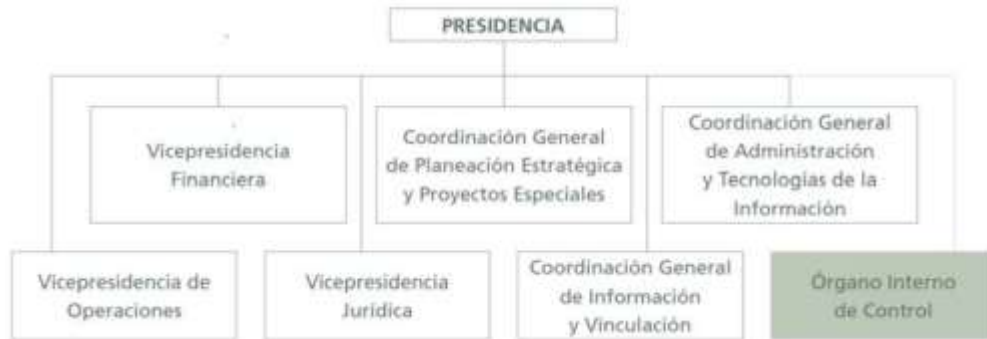 PRESIDENCIA
Vicepresidencia
Financiera
Coordinación General
de Planeación Estratégica
y Proyectos Especiales
Coordinación General
de Administración
y Tecnologías de la
Información
Vicepresidencia de
Operaciones
Vicepresidencia
Jurídica
Coordinación General
de Información
y Vinculación
Órgano Interno
de Control